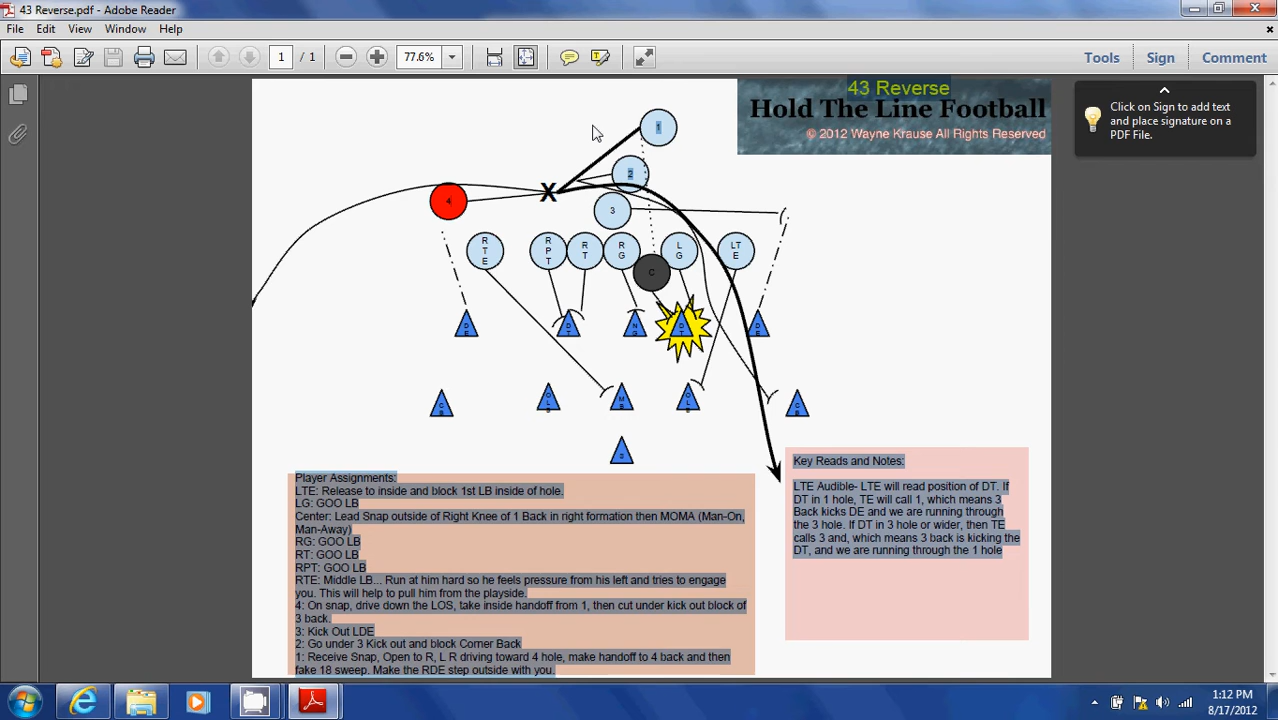 43 Reverse.pdf - Adobe Reader
File Edit View Window Help
1 / 1 77.6% Tools Sign Comment
43 Reverse
Hold The Line Football
© 2012 Wayne Krause All Rights Reserved
Click on Sign to add text
and place signature on a
PDF File.
1
2
X
4
3
RTE
RPT
RT
RG
LG
LTE
C
DE
DT
NG
DT
DE
CB
OLB
CB
S
Player Assignments:
LTE: Release to inside and block 1st LB inside of hole.
LG: GOO LB
Center: Lead Snap outside of Right Knee of 1 Back in right formation then MOMA (Man-On,
Man-Away)
RG: GOO LB
RT: GOO LB
RPT: GOO LB
RTE: Middle LB... Run at him hard so he feels pressure from his left and tries to engage
you. This will help to pull him from the playside.
4: On snap, drive down the LOS, take inside handoff from 1, then cut under kick out block of
3 back.
3: Kick Out LDE
2: Go under 3 Kick out and block Corner Back
1: Receive Snap, Open to R, L R driving toward 4 hole, make handoff to 4 back and then
fake 18 sweep. Make the RDE step outside with you.
Key Reads and Notes:
LTE Audible- LTE will read position of DT. If
DT in 1 hole, TE will call 1, which means 3
Back kicks DE and we are running through
the 3 hole. If DT in 3 hole or wider, then TE
calls 3 and, which means 3 back is kicking the
DT, and we are running through the 1 hole
1:12 PM
8/17/2012